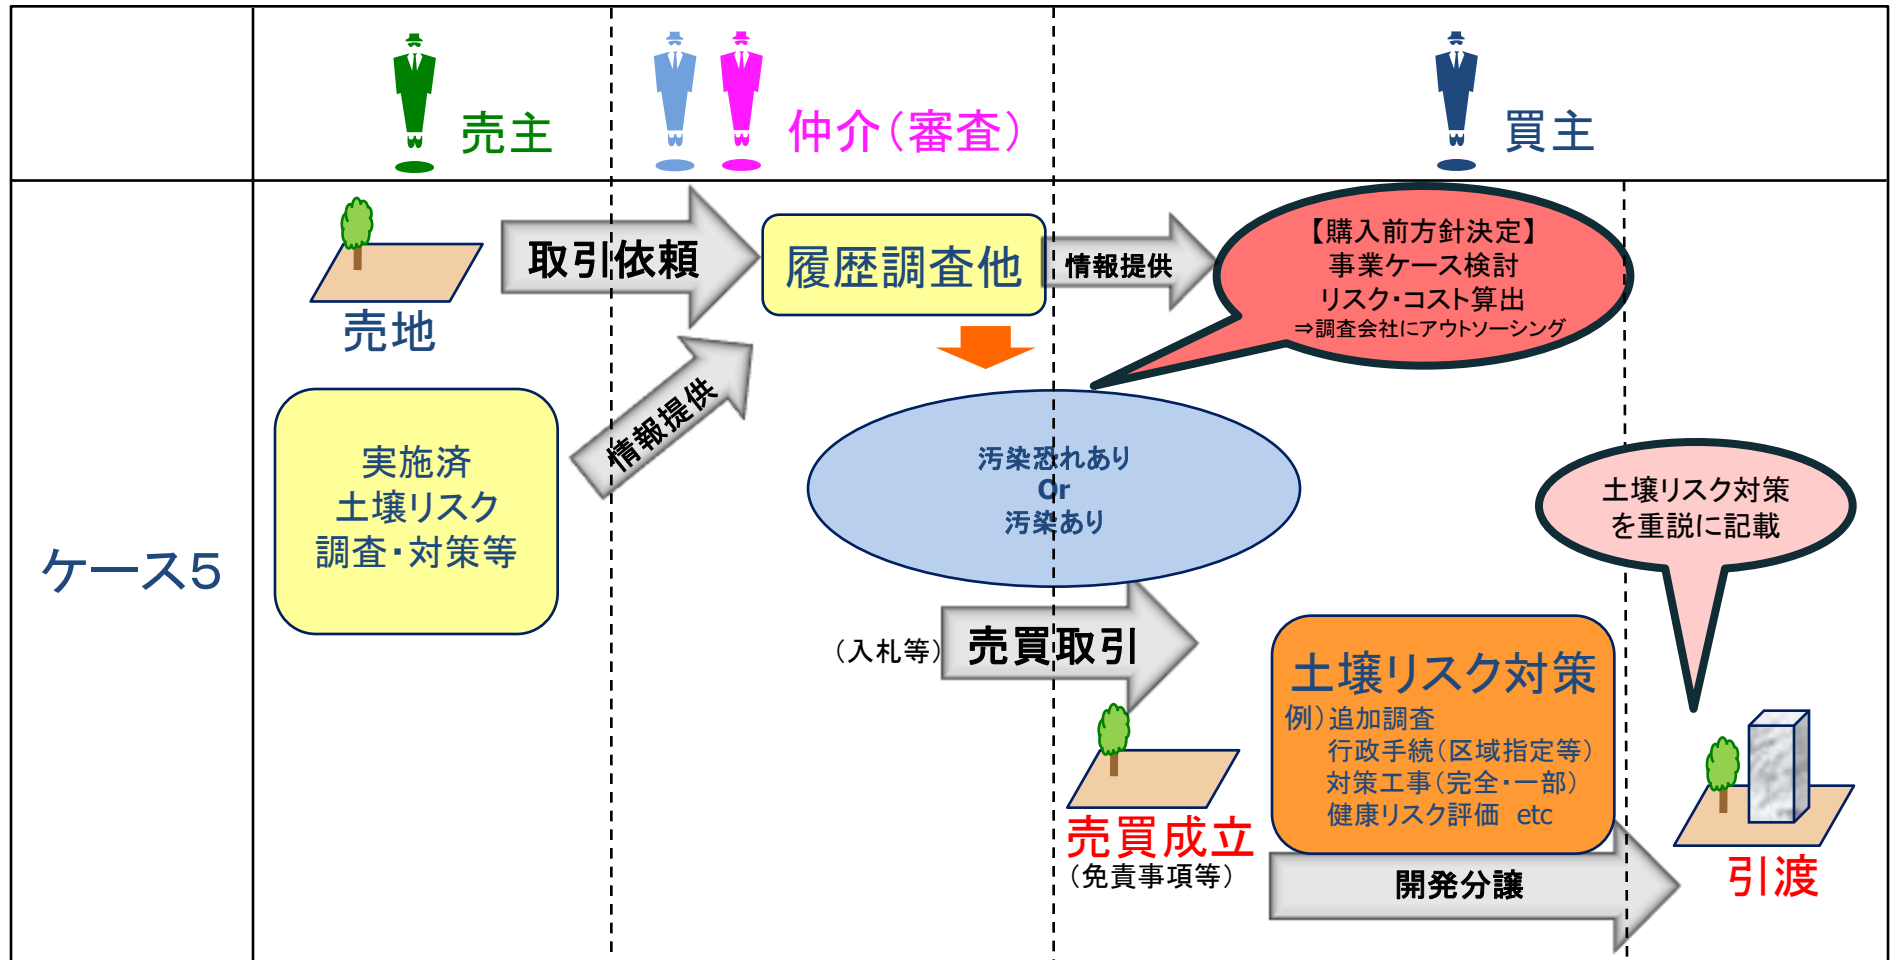 売主
仲介（審査）
買主
ケース5
売地
取引依頼
履歴調査他
情報提供
【購入前方針決定】
事業ケース検討
リスク・コスト算出
⇒調査会社にアウトソーシング
実施済
土壌リスク
調査・対策等
情報提供
汚染恐れあり
Or
汚染あり
土壌リスク対策
を重説に記載
（入札等）
売買取引
売買成立
（免責事項等）
土壌リスク対策
例）追加調査
行政手続（区域指定等）
対策工事（完全・一部）
健康リスク評価 etc
開発分譲
引渡